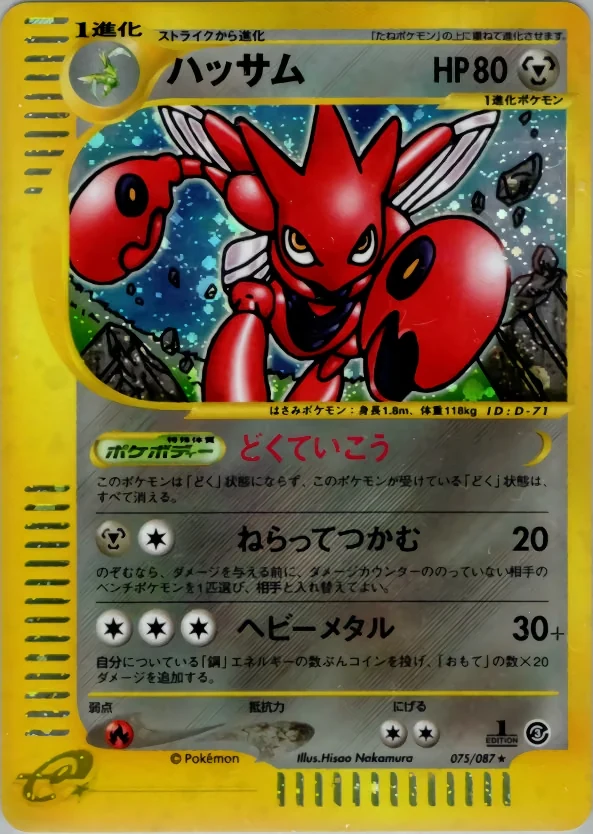 1進化
ストライクから進化
「たねポケモン」の上に重ねて進化させます。
ハッサム
HP80
1進化ポケモン
はさみポケモン：身長1.8m、体重118kg ID:D-71
特殊体質
ポケボディー
どくていこう
このポケモンは「どく」状態にならず、このポケモンが受けている「どく」状態は、
すべて消える。
ねらってつかむ 20
のぞむなら、ダメージを与える前に、ダメージカウンターののっていない相手の
ベンチポケモンを1匹選び、相手と入れ替えてよい。
ヘビーメタル 30+
自分についている「鋼」エネルギーの数ぶんコインを投げ、「おもて」の数×20
ダメージを追加する。
弱点 抵抗力 にげる
1
EDITION
3
©Pokémon
Illus.Hisao Nakamura
075/087★
e